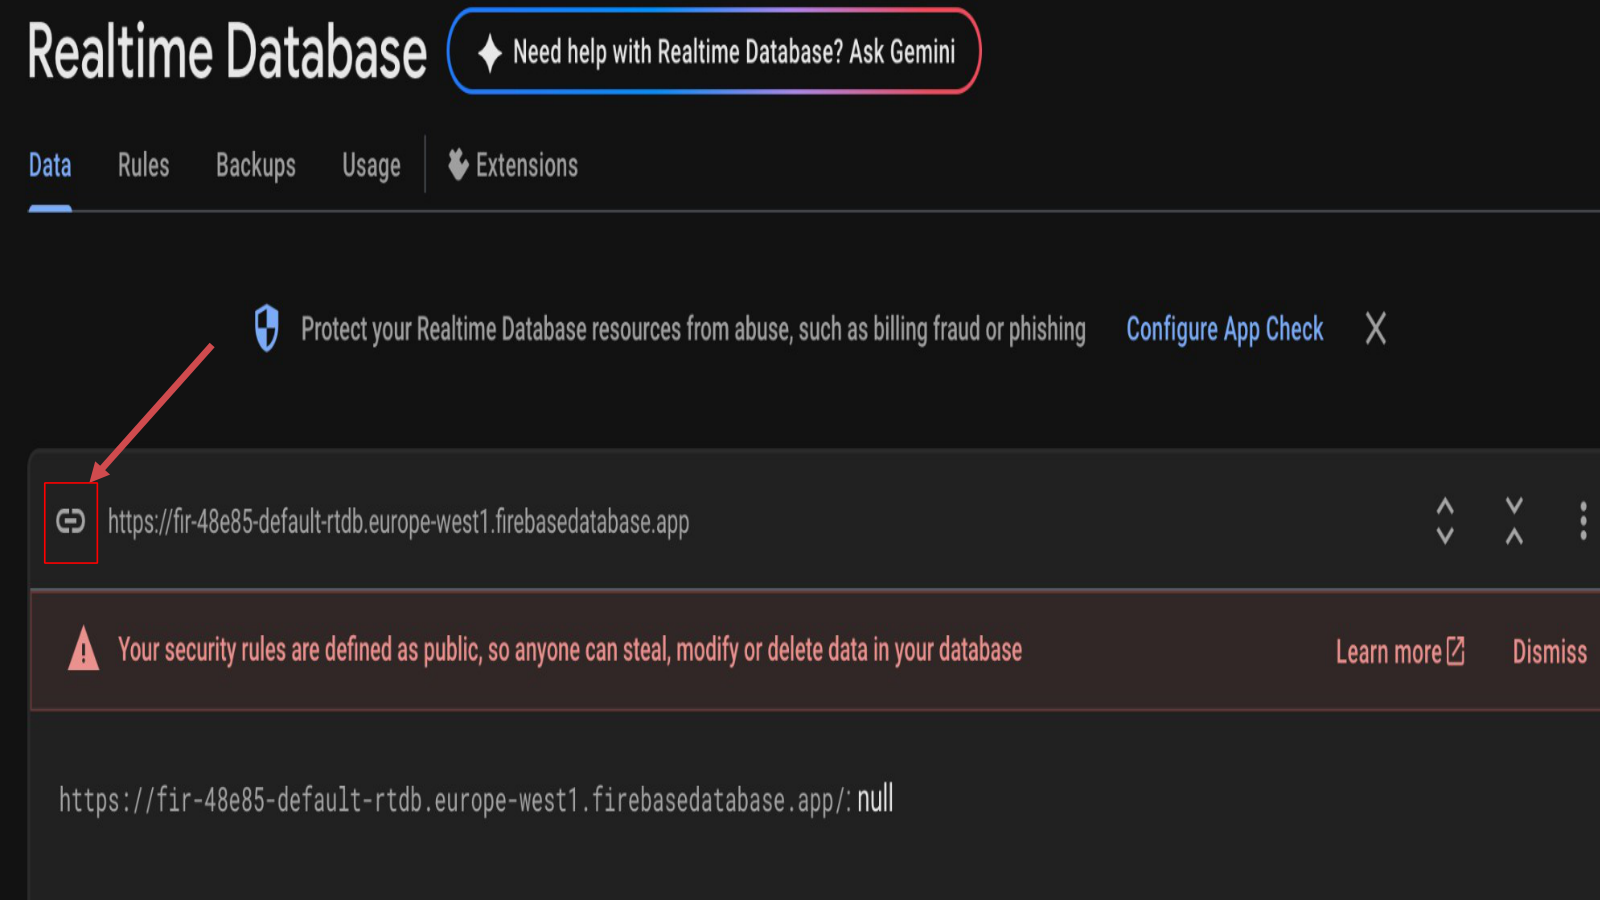 Realtime Database
Need help with Realtime Database? Ask Gemini
Data Rules Backups Usage Extensions
Protect your Realtime Database resources from abuse, such as billing fraud or phishing Configure App Check
https://fir-48e85-default-rtdb.europe-west1.firebasedatabase.app
Your security rules are defined as public, so anyone can steal, modify or delete data in your database Learn more Dismiss
https://fir-48e85-default-rtdb.europe-west1.firebasedatabase.app/: null